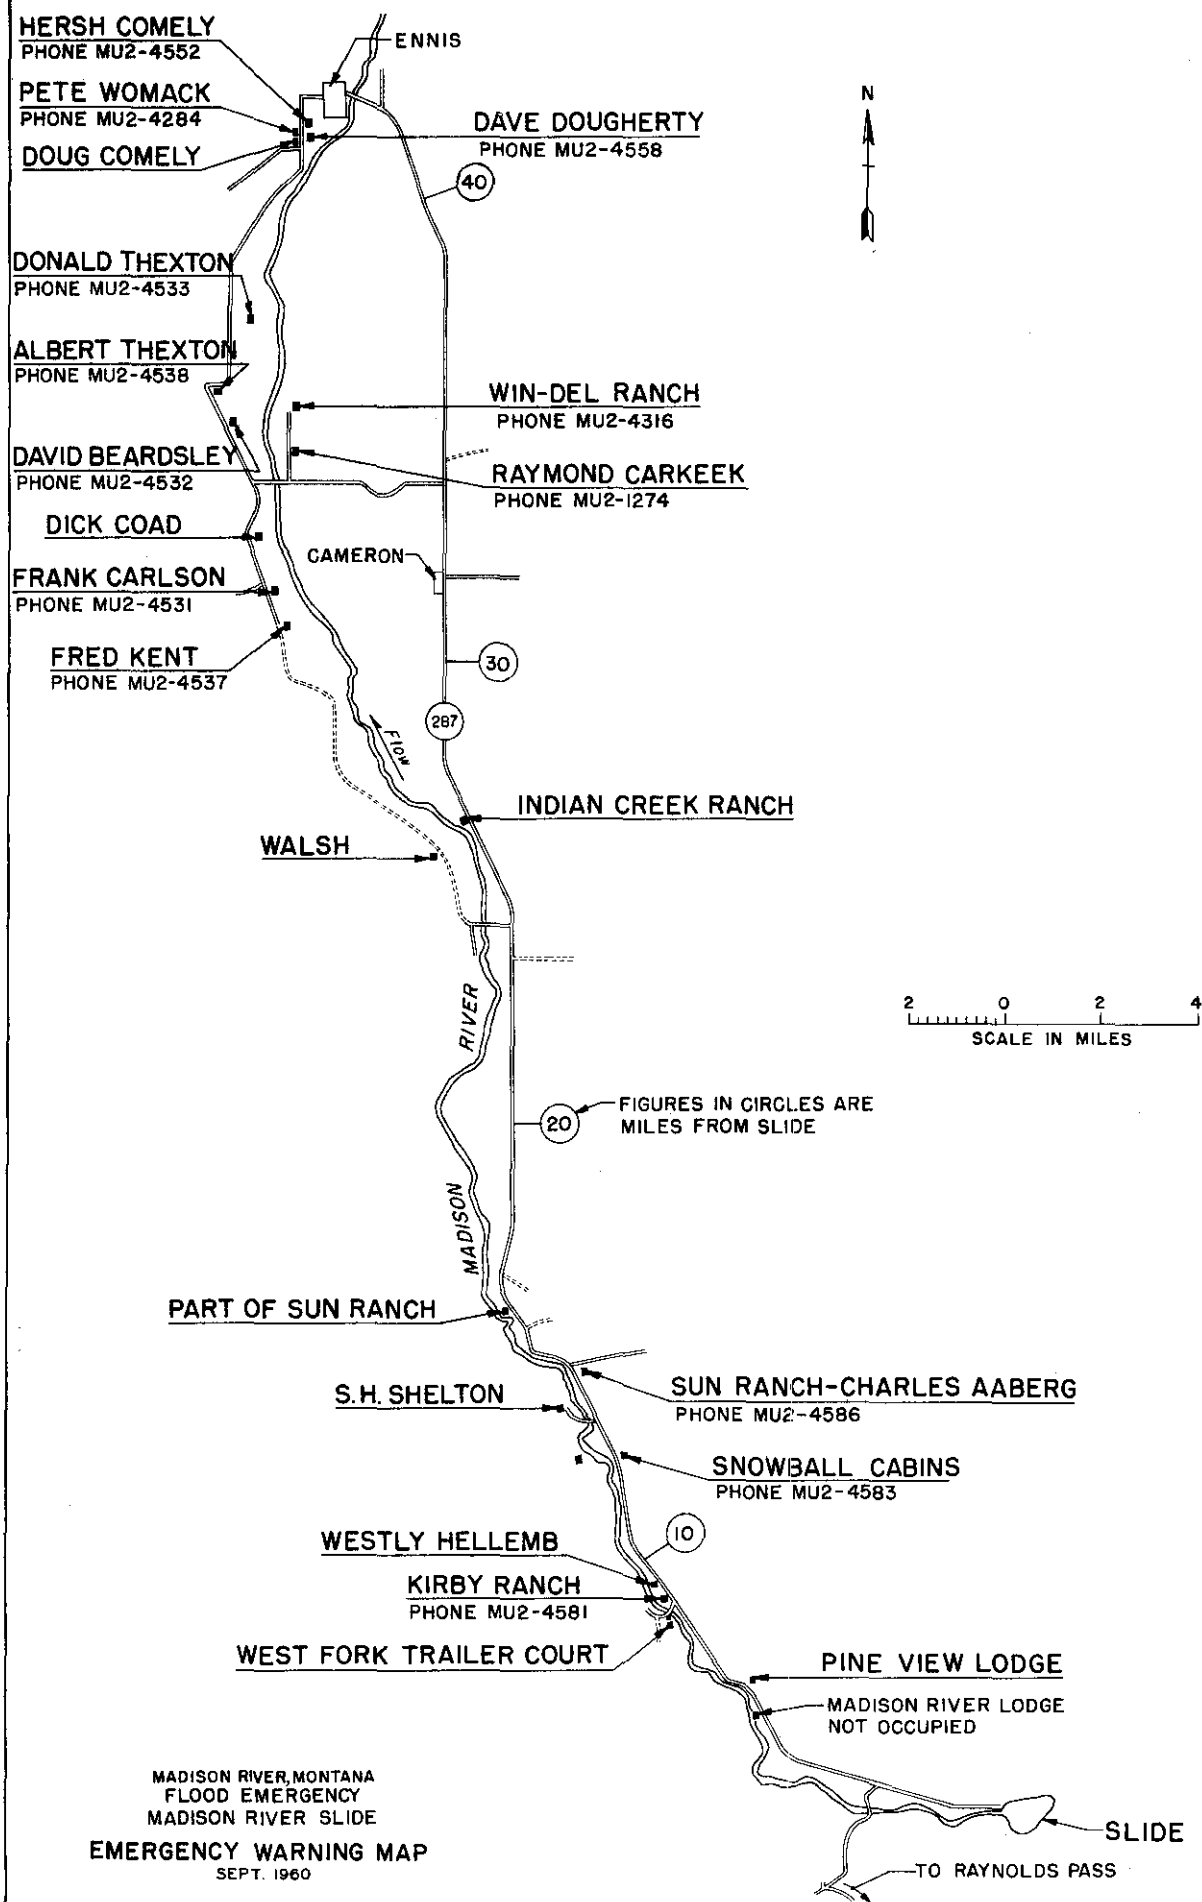 HERSH COMELY
PHONE MU2-4552
ENNIS
PETE WOMACK
PHONE MU2-4284
DOUG COMELY
DAVE DOUGHERTY
PHONE MU2-4558
N
40
DONALD THEXTON
PHONE MU2-4533
ALBERT THEXTON
PHONE MU2-4538
WIN-DEL RANCH
PHONE MU2-4316
DAVID BEARDSLEY
PHONE MU2-4532
RAYMOND CARKEEK
PHONE MU2-1274
DICK COAD
CAMERON
FRANK CARLSON
PHONE MU2-4531
FRED KENT
PHONE MU2-4537
30
287
Flow
INDIAN CREEK RANCH
WALSH
RIVER
2 0 2 4
SCALE IN MILES
20
FIGURES IN CIRCLES ARE
MILES FROM SLIDE
MADISON
PART OF SUN RANCH
S.H. SHELTON
SUN RANCH-CHARLES AABERG
PHONE MU2-4586
SNOWBALL CABINS
PHONE MU2-4583
10
WESTLY HELLEMB
KIRBY RANCH
PHONE MU2-4581
WEST FORK TRAILER COURT
PINE VIEW LODGE
MADISON RIVER LODGE
NOT OCCUPIED
MADISON RIVER, MONTANA
FLOOD EMERGENCY
MADISON RIVER SLIDE
EMERGENCY WARNING MAP
SEPT. 1960
SLIDE
TO RAYNOLDS PASS